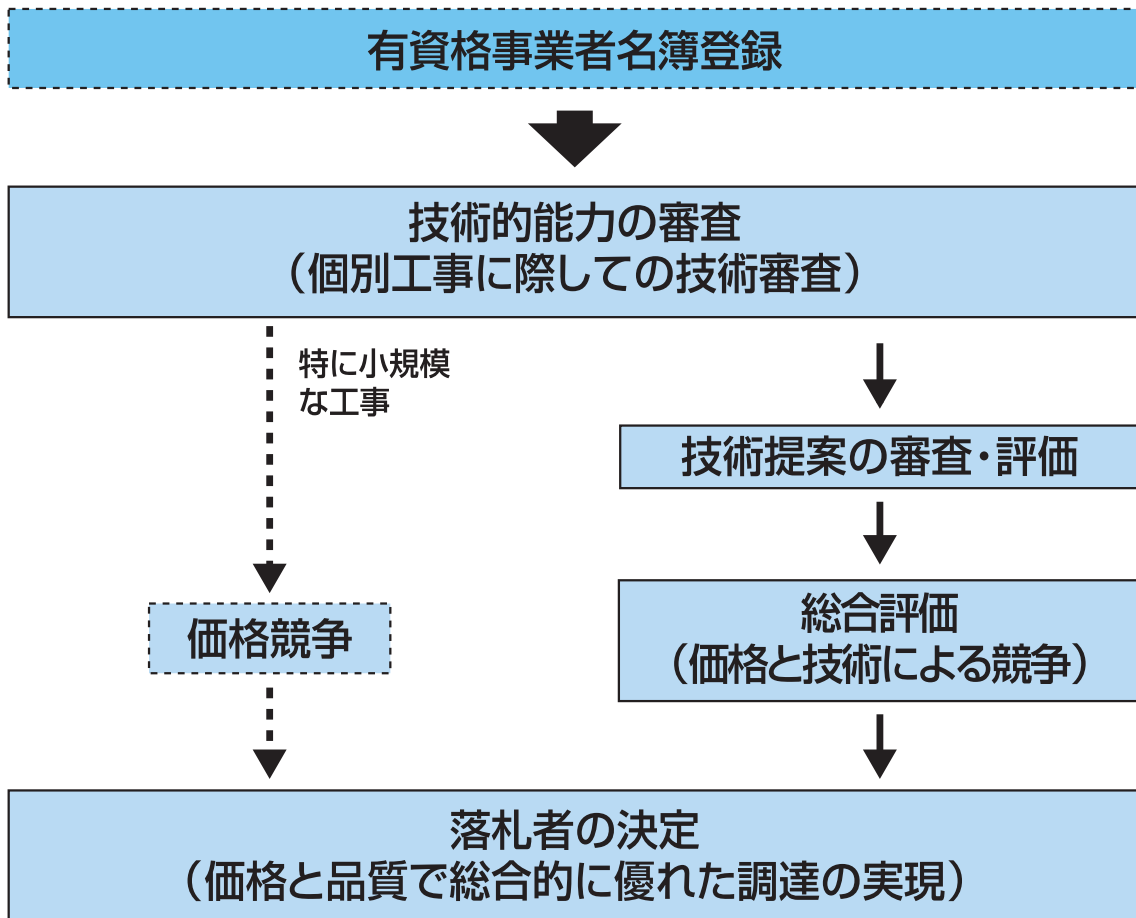 有資格事業者名簿登録
技術的能力の審査
（個別工事に際しての技術審査）
特に小規模
な工事
技術提案の審査・評価
価格競争
総合評価
（価格と技術による競争）
落札者の決定
（価格と品質で総合的に優れた調達の実現）